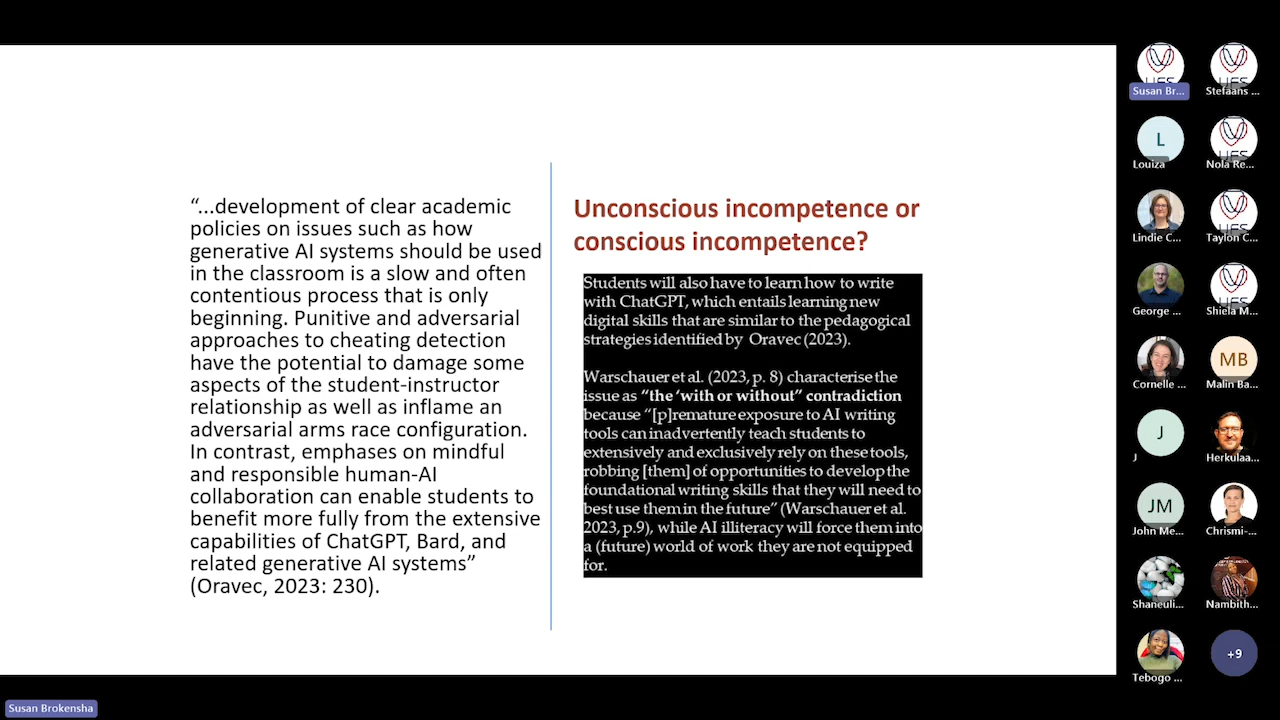 “...development of clear academic
policies on issues such as how
generative AI systems should be used
in the classroom is a slow and often
contentious process that is only
beginning. Punitive and adversarial
approaches to cheating detection
have the potential to damage some
aspects of the student-instructor
relationship as well as inflame an
adversarial arms race configuration.
In contrast, emphases on mindful
and responsible human-AI
collaboration can enable students to
benefit more fully from the extensive
capabilities of ChatGPT, Bard, and
related generative AI systems”
(Oravec, 2023: 230).
Unconscious incompetence or
conscious incompetence?
Students will also have to learn how to write
with ChatGPT, which entails learning new
digital skills that are similar to the pedagogical
strategies identified by Oravec (2023).
Warschauer et al. (2023, p. 8) characterise the
issue as “the ‘with or without” contradiction
because “[p]remature exposure to AI writing
tools can inadvertently teach students to
extensively and exclusively rely on these tools,
robbing [them] of opportunities to develop the
foundational writing skills that they will need to
best use them in the future” (Warschauer et al.
2023, p.9), while AI illiteracy will force them into
a (future) world of work they are not equipped
for.
Susan Br...
Stefaans ...
L
Louiza
Nola Re...
Lindie C...
Taylon C...
George ...
Shiela M...
Cornelle ...
MB
Malin Ba...
J
J
Herkulaa...
JM
John Me...
Chrismi-...
Shaneuli...
Nambith...
Tebogo ...
+9
Susan Brokensha